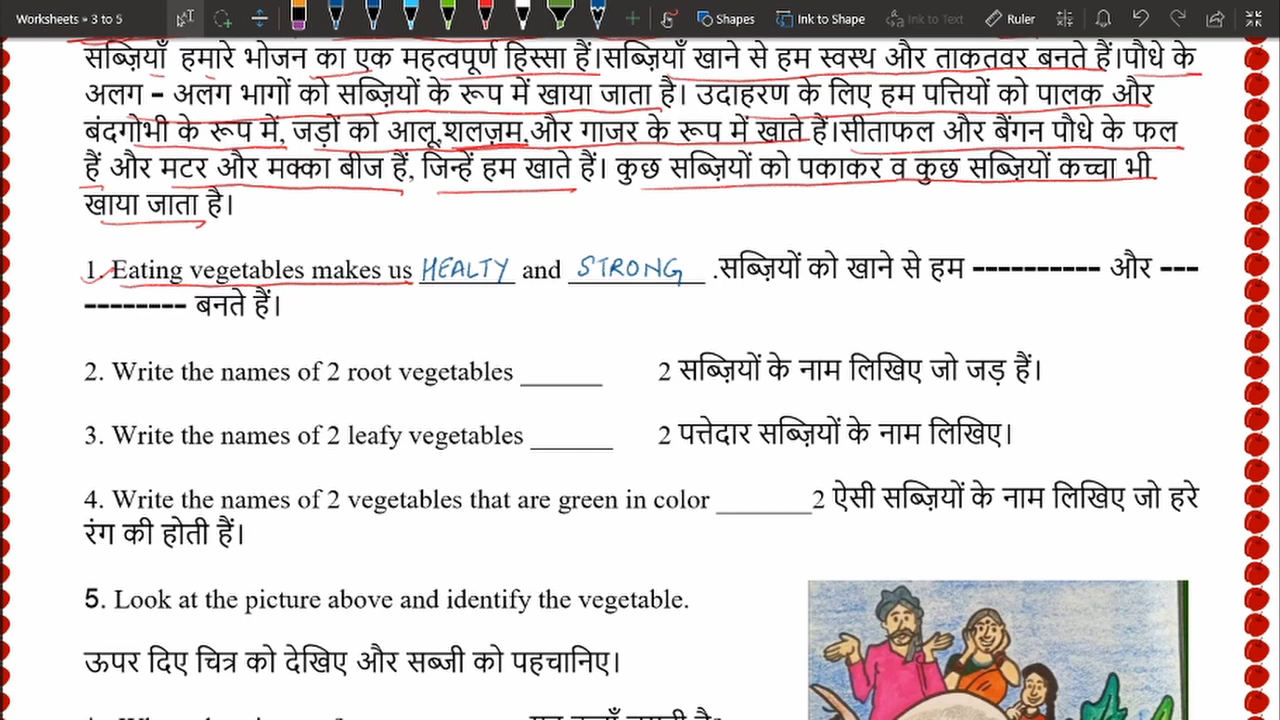 Worksheets » 3 to 5 Shapes Ink to Shape Ink to Text Ruler
सब्ज़ियाँ हमारे भोजन का एक महत्वपूर्ण हिस्सा हैं।सब्ज़ियाँ खाने से हम स्वस्थ और ताकतवर बनते हैं।पौधे के
अलग – अलग भागों को सब्ज़ियों के रूप में खाया जाता है। उदाहरण के लिए हम पत्तियों को पालक और
बंदगोभी के रूप में, जड़ों को आलू,शलज़म,और गाजर के रूप में खाते हैं।सीताफल और बैंगन पौधे के फल
हैं और मटर और मक्का बीज हैं, जिन्हें हम खाते हैं। कुछ सब्ज़ियों को पकाकर व कुछ सब्ज़ियों कच्चा भी
खाया जाता है।
1. Eating vegetables makes us HEALTY and STRONG .सब्ज़ियों को खाने से हम ---------- और ---
---------- बनते हैं।
2. Write the names of 2 root vegetables ______ 2 सब्ज़ियों के नाम लिखिए जो जड़ हैं।
3. Write the names of 2 leafy vegetables ______ 2 पत्तेदार सब्ज़ियों के नाम लिखिए।
4. Write the names of 2 vegetables that are green in color _______2 ऐसी सब्ज़ियों के नाम लिखिए जो हरे
रंग की होती हैं।
5. Look at the picture above and identify the vegetable.
ऊपर दिए चित्र को देखिए और सब्जी को पहचानिए।